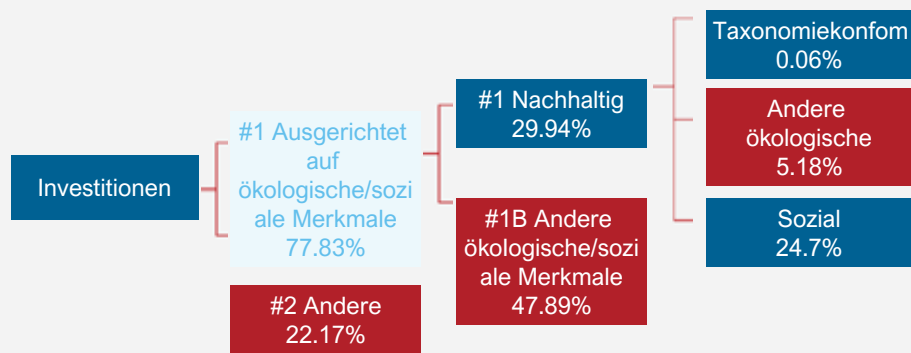 Investitionen
#1 Ausgerichtet
auf
ökologische/sozi
ale Merkmale
77.83%
#2 Andere
22.17%
#1 Nachhaltig
29.94%
#1B Andere
ökologische/sozi
ale Merkmale
47.89%
Taxonomiekonfom
0.06%
Andere
ökologische
5.18%
Sozial
24.7%